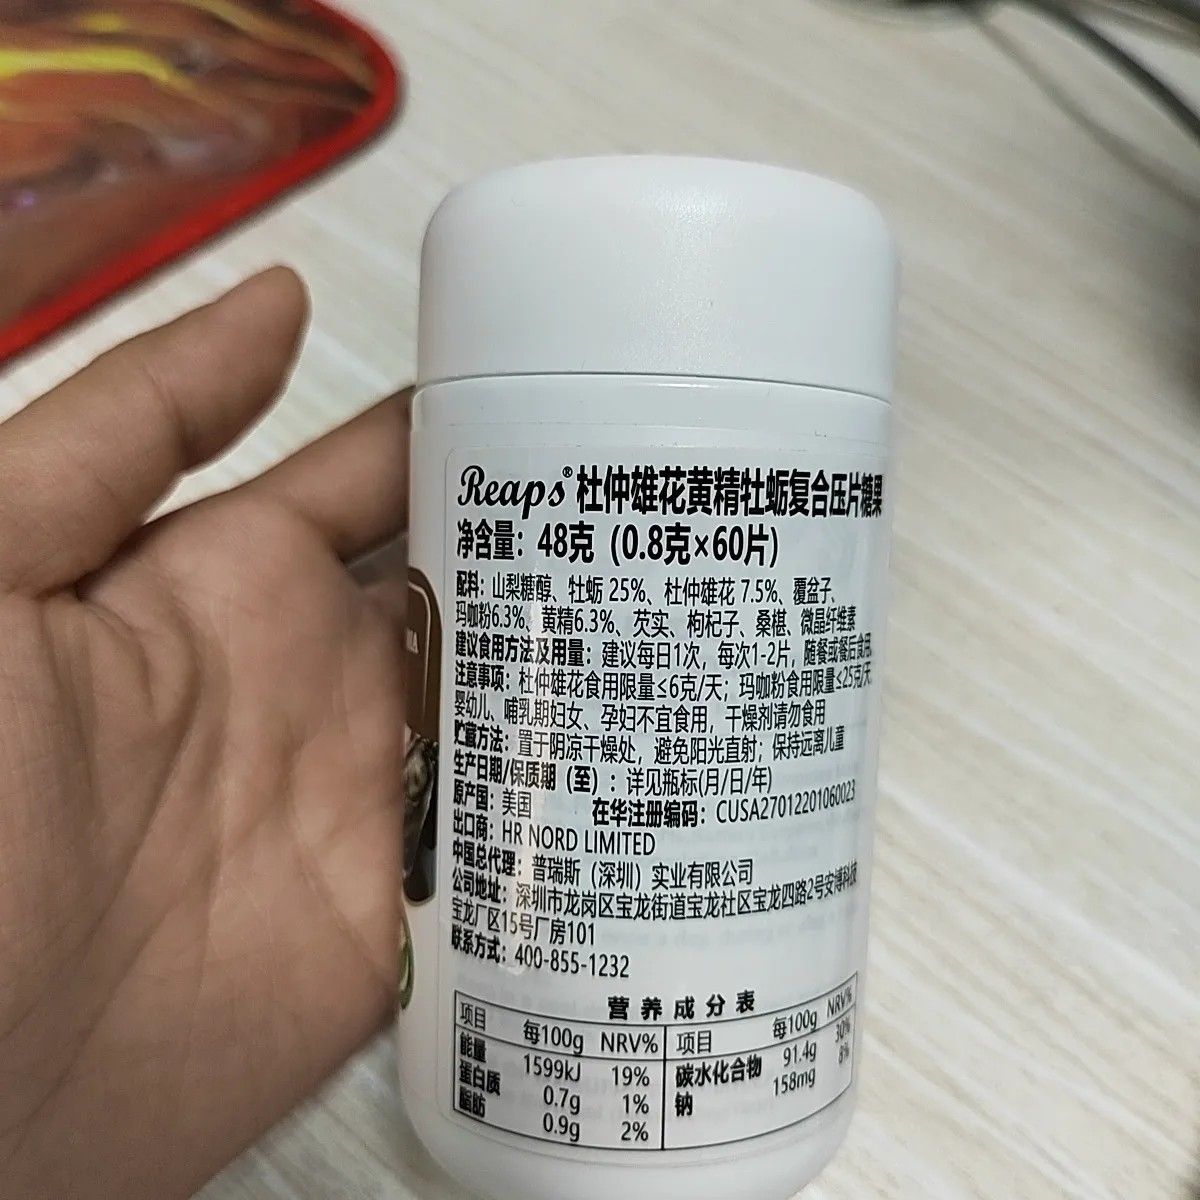 Reaps® 杜仲雄花黄精牡蛎复合压片糖果
净含量：48克（0.8克×60片）
配料：山梨糖醇、牡蛎 25%、杜仲雄花 7.5%、覆盆子、
玛咖粉6.3%、黄精6.3%、芡实、枸杞子、桑椹、微晶纤维素
建议食用方法及用量：建议每日1次，每次1-2片，随餐或餐后食用。
注意事项：杜仲雄花食用限量≤6克/天；玛咖粉食用限量≤25克/天，
婴幼儿、哺乳期妇女、孕妇不宜食用，干燥剂请勿食用
贮藏方法：置于阴凉干燥处，避免阳光直射；保持远离儿童
生产日期/保质期（至）：详见瓶标(月/日/年)
原产国：美国 在华注册编码：CUSA27012201060023
出口商：HR NORD LIMITED
中国总代理：普瑞斯（深圳）实业有限公司
公司地址：深圳市龙岗区宝龙街道宝龙社区宝龙四路2号安博科技
宝龙厂区15号厂房101
联系方式：400-855-1232
营养成分表
项目 每100g NRV% 项目 每100g NRV%
能量 1599kJ 19% 碳水化合物 91.4g 30%
蛋白质 0.7g 1% 钠 158mg 8%
脂肪 0.9g 2%